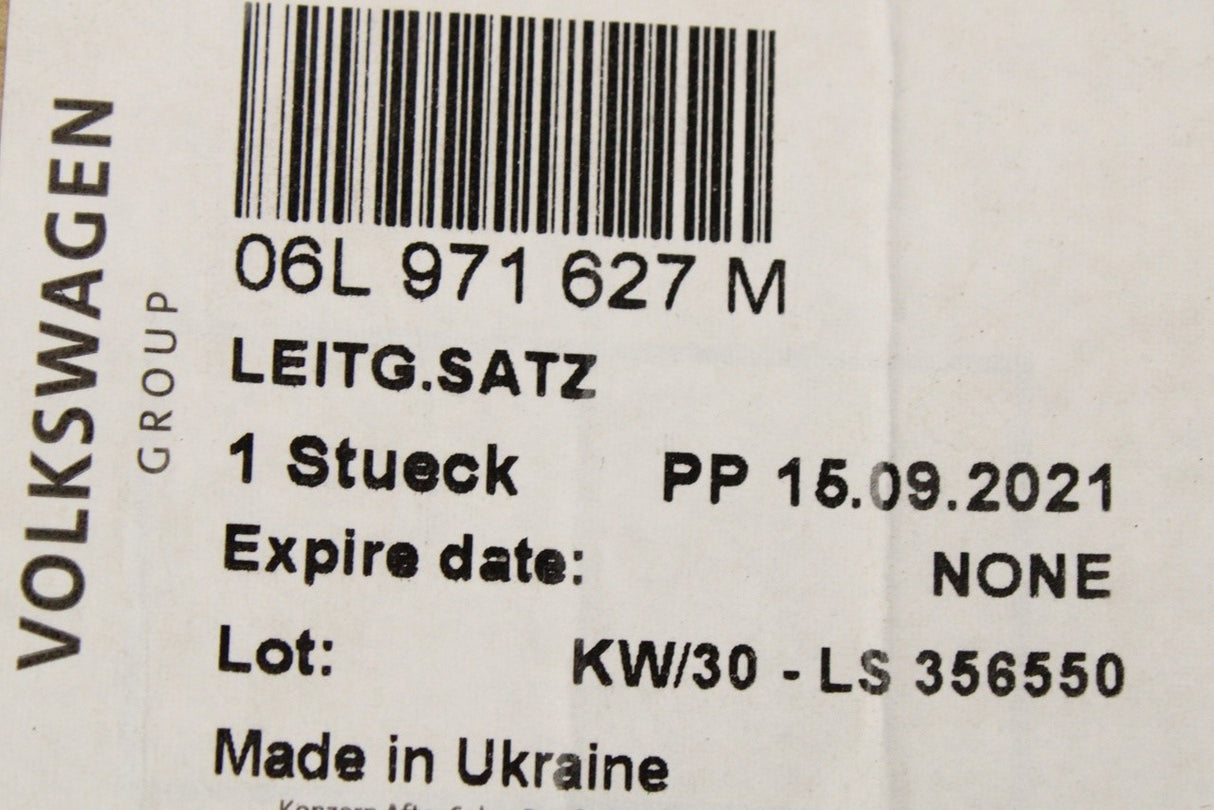 VOLKSWAGEN
GROUP
06L 971 627 M
LEITG.SATZ
1 Stueck PP 15.09.2021
Expire date: NONE
Lot: KW/30 - LS 356550
Made in Ukraine